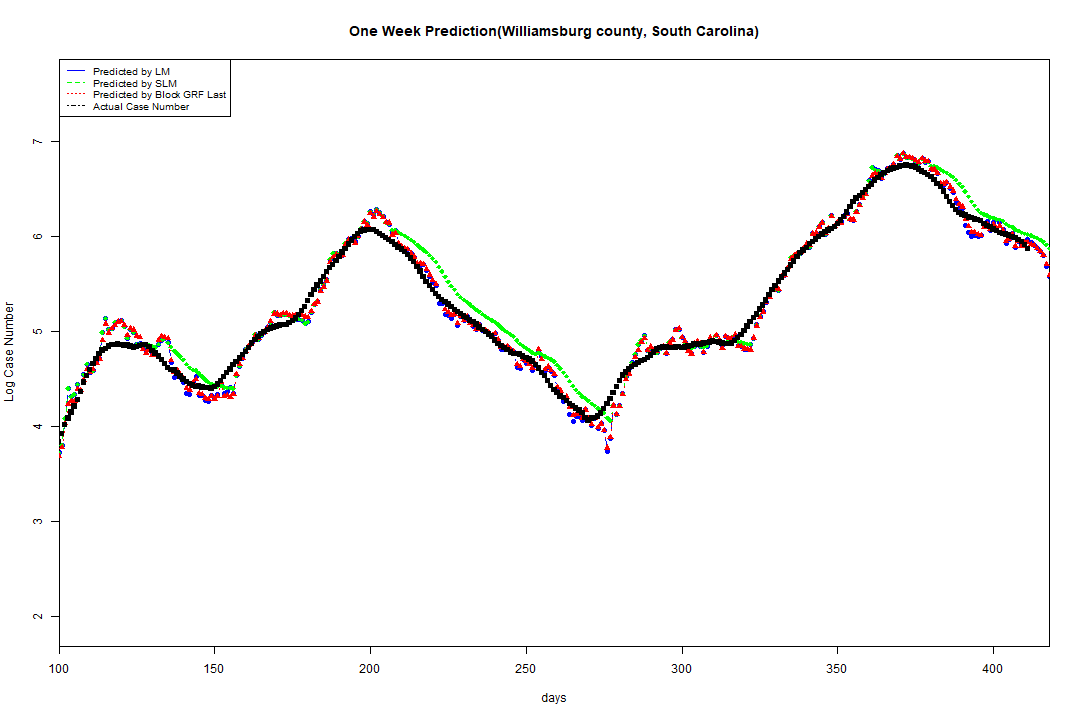 One Week Prediction(Williamsburg county, South Carolina)
Predicted by LM
Predicted by SLM
Predicted by Block GRF Last
Actual Case Number
Log Case Number
7
6
5
4
3
2
100 150 200 250 300 350 400
days